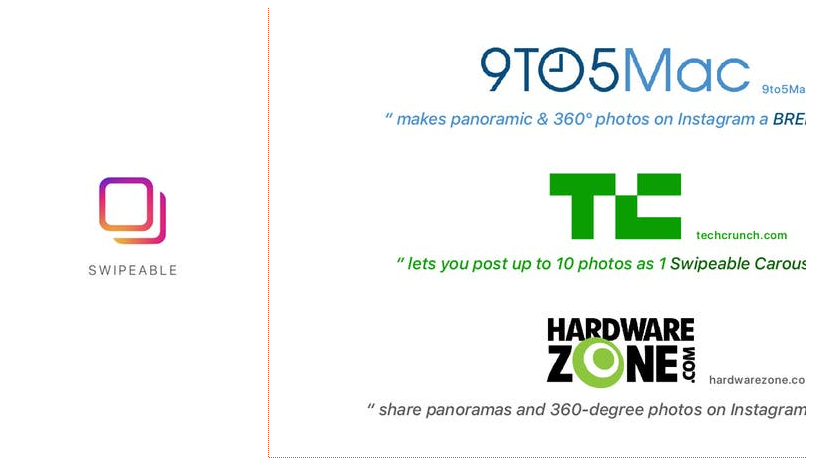 9TO5Mac
9to5Ma
“ makes panoramic & 360° photos on Instagram a
TC
techcrunch.com
“ lets you post up to 10 photos as 1 Swipeable Carous
SWIPEABLE
HARDWARE
ZONE
.COM
hardwarezone.co
“ share panoramas and 360-degree photos on Instagram